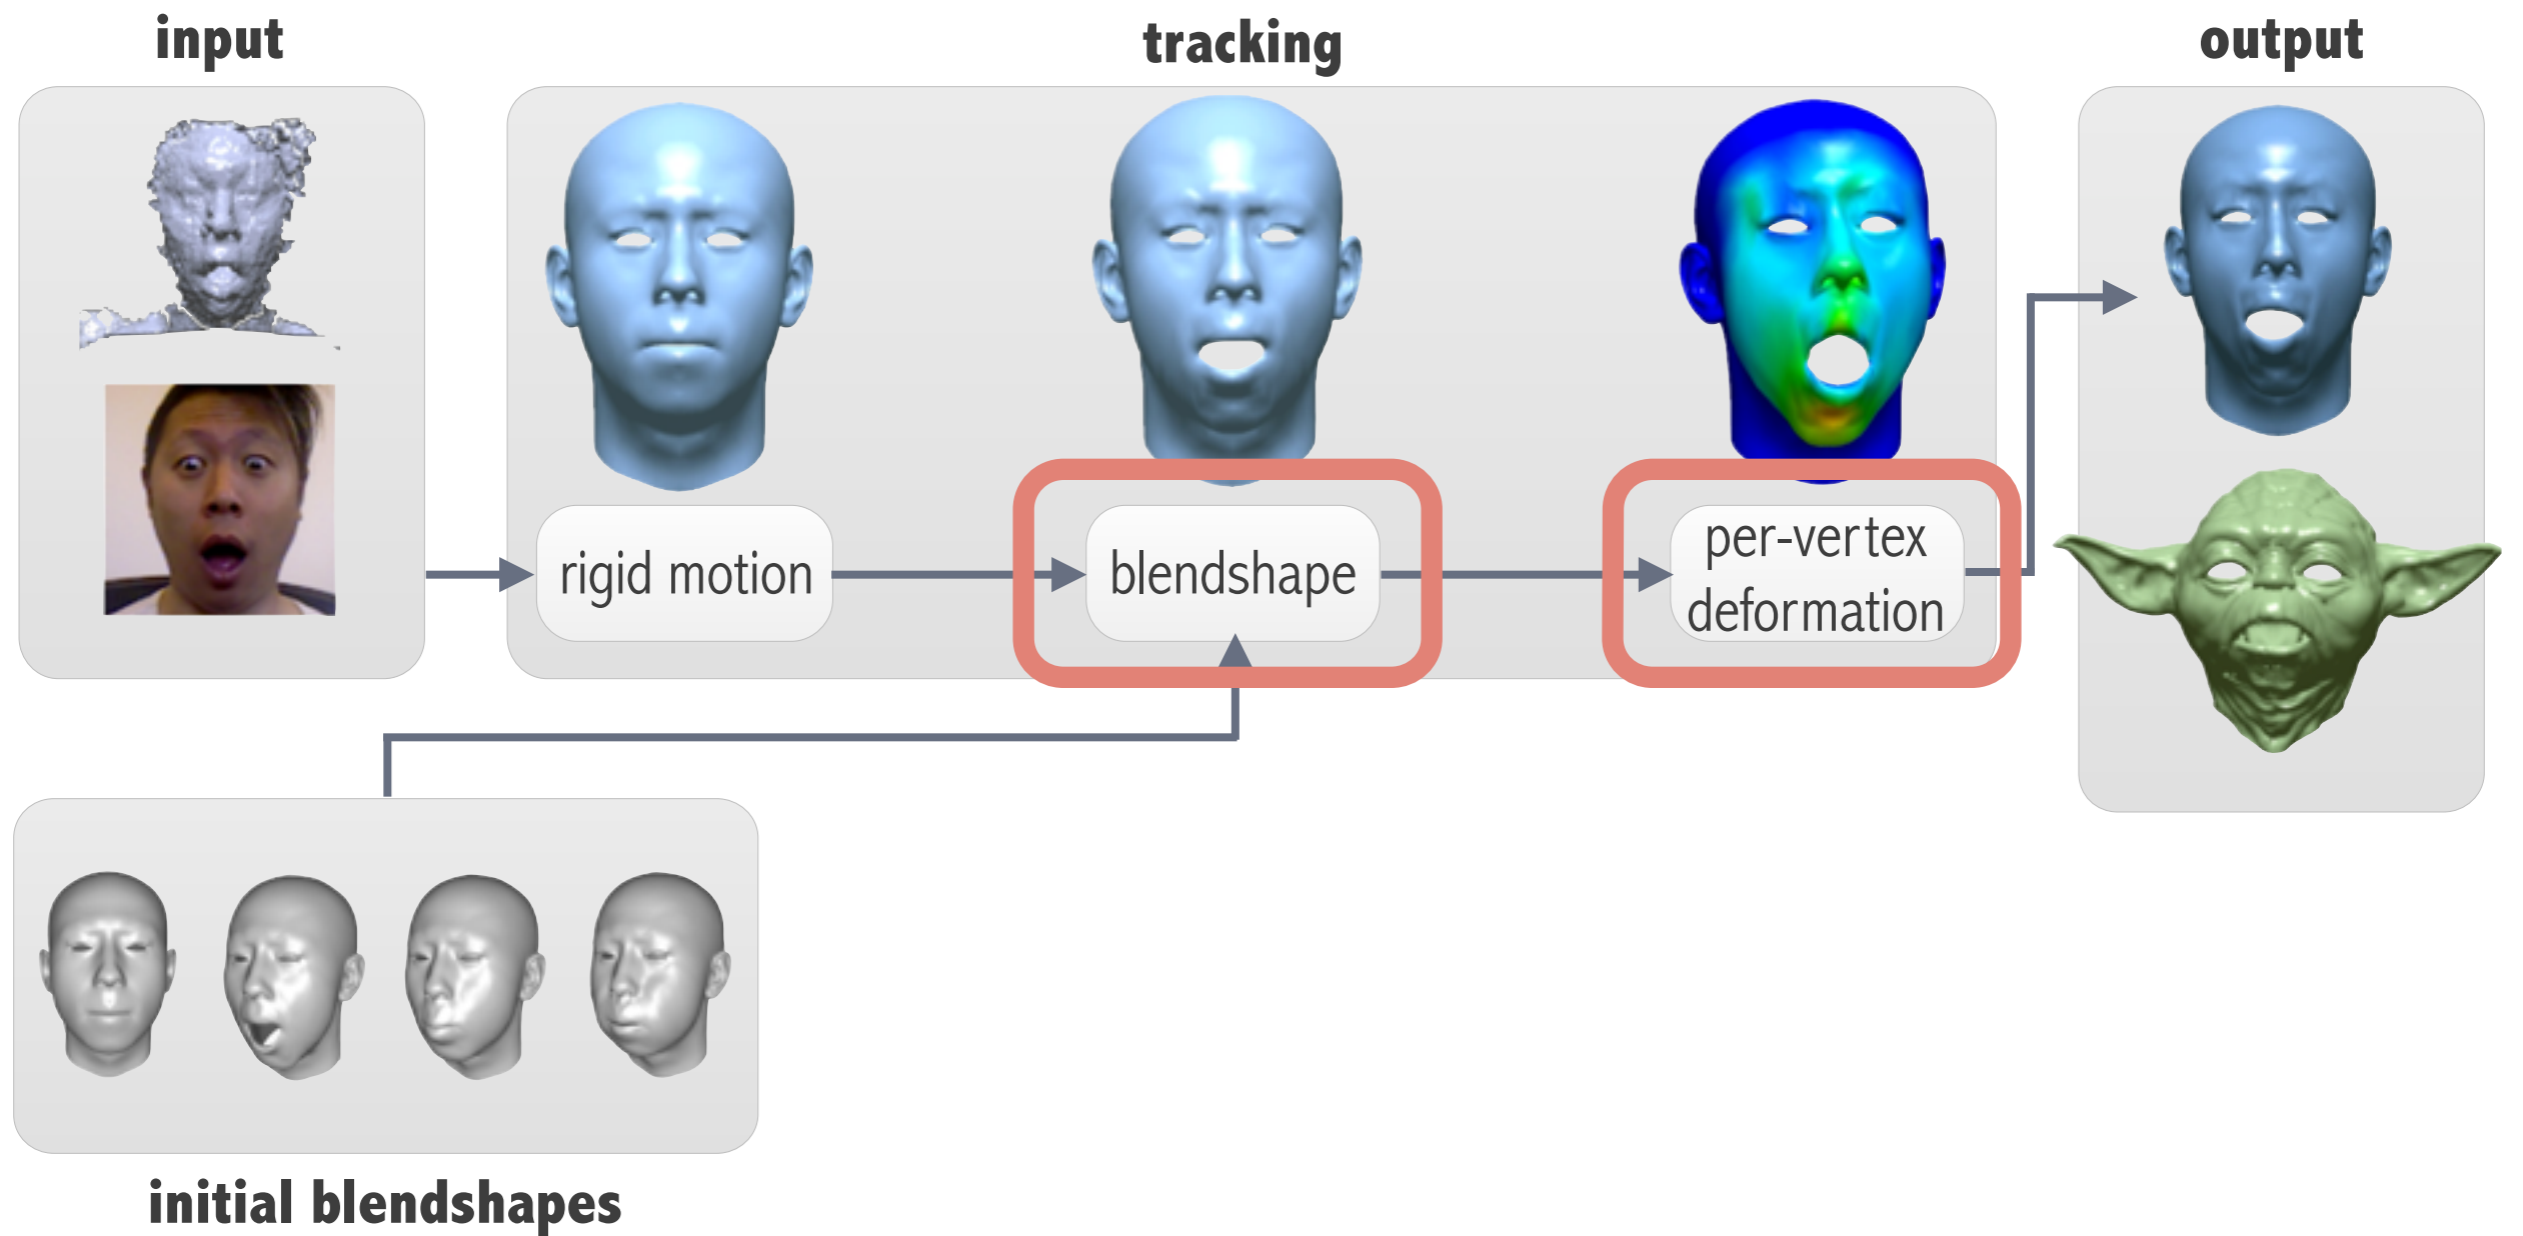 input
tracking
output
rigid motion
blendshape
per-vertex
deformation
initial blendshapes